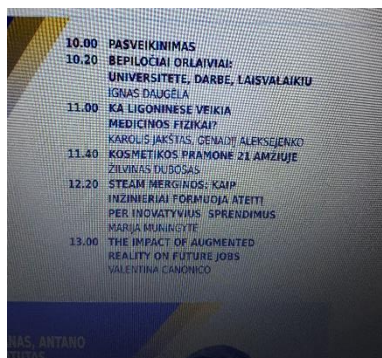 10.00 PASVEIKINIMAS
10.20 BEPILOČIAI ORLAIVIAI:
UNIVERSITETE, DARBE, LAISVALAIKIU
IGNAS DAUGĖLA
11.00 KĄ LIGONINĖSE VEIKIA
MEDICINOS FIZIKAI?
KAROLIS JAKŠTAS, GENADIJ ALEKSEJENKO
11.40 KOSMETIKOS PRAMONĖ 21 AMŽIUJE
ŽILVINAS DUBOSAS
12.20 STEAM MERGINOS: KAIP
INŽINIERIAI FORMUOJA ATEITĮ
PER INOVATYVIUS SPRENDIMUS
MARIJA MUNINGYTĖ
13.00 THE IMPACT OF AUGMENTED
REALITY ON FUTURE JOBS
VALENTINA CANONICO
ANTANO